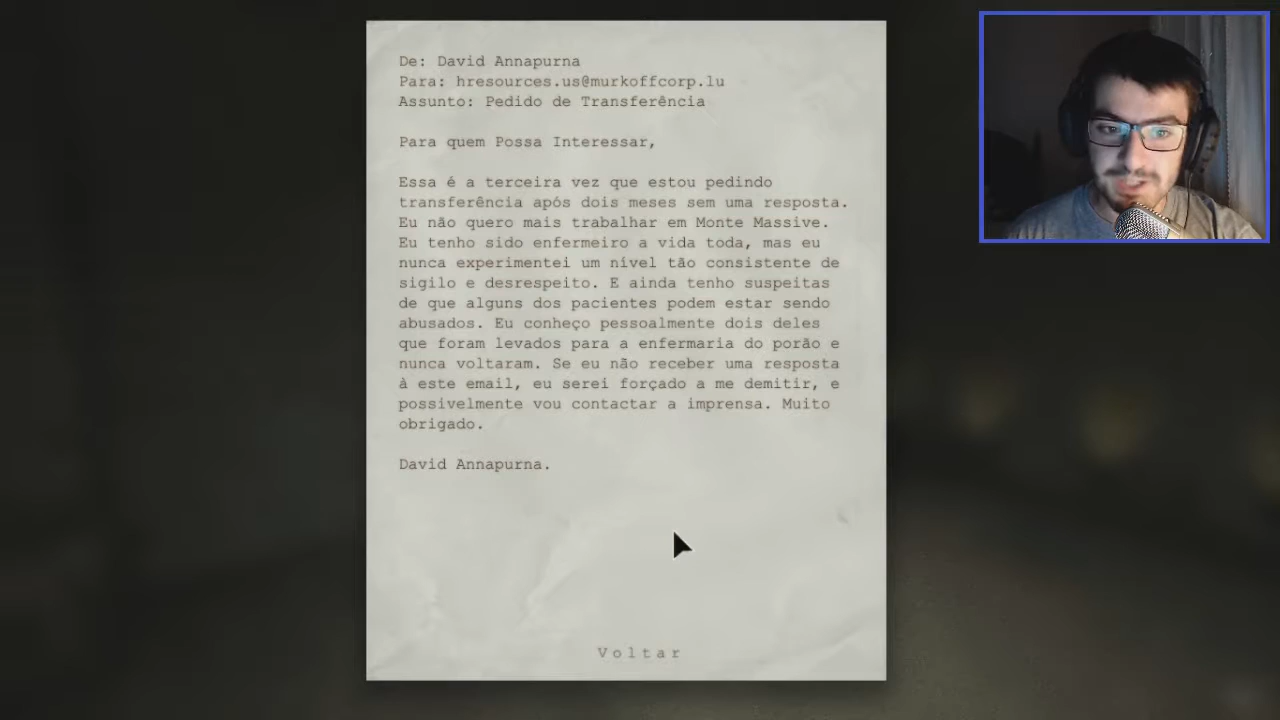 De: David Annapurna
Para: hresources.us@murkoffcorp.lu
Assunto: Pedido de Transferência
Para quem Possa Interessar,
Essa é a terceira vez que estou pedindo
transferência após dois meses sem uma resposta.
Eu não quero mais trabalhar em Monte Massive.
Eu tenho sido enfermeiro a vida toda, mas eu
nunca experimentei um nível tão consistente de
sigilo e desrespeito. E ainda tenho suspeitas
de que alguns dos pacientes podem estar sendo
abusados. Eu conheço pessoalmente dois deles
que foram levados para a enfermaria do porão e
nunca voltaram. Se eu não receber uma resposta
à este email, eu serei forçado a me demitir, e
possivelmente vou contactar a imprensa. Muito
obrigado.
David Annapurna.
Voltar